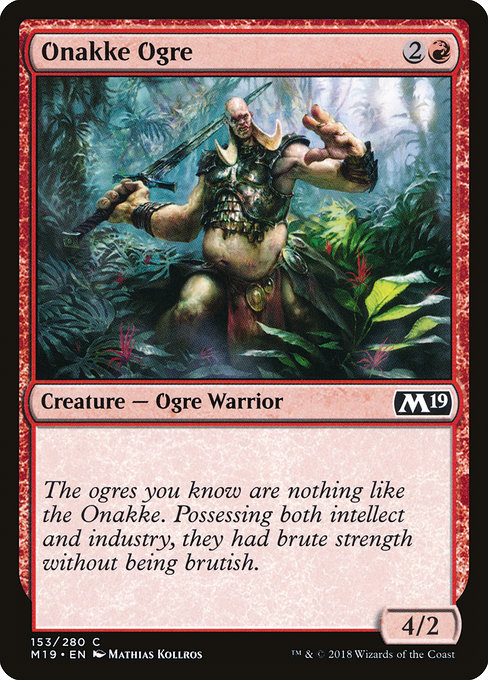 Onakke Ogre 2
Creature — Ogre Warrior M19
The ogres you know are nothing like
the Onakke. Possessing both intellect
and industry, they had brute strength
without being brutish.
4/2
153/280 C
M19 • EN Mathias Kollros ™ & © 2018 Wizards of the Coast